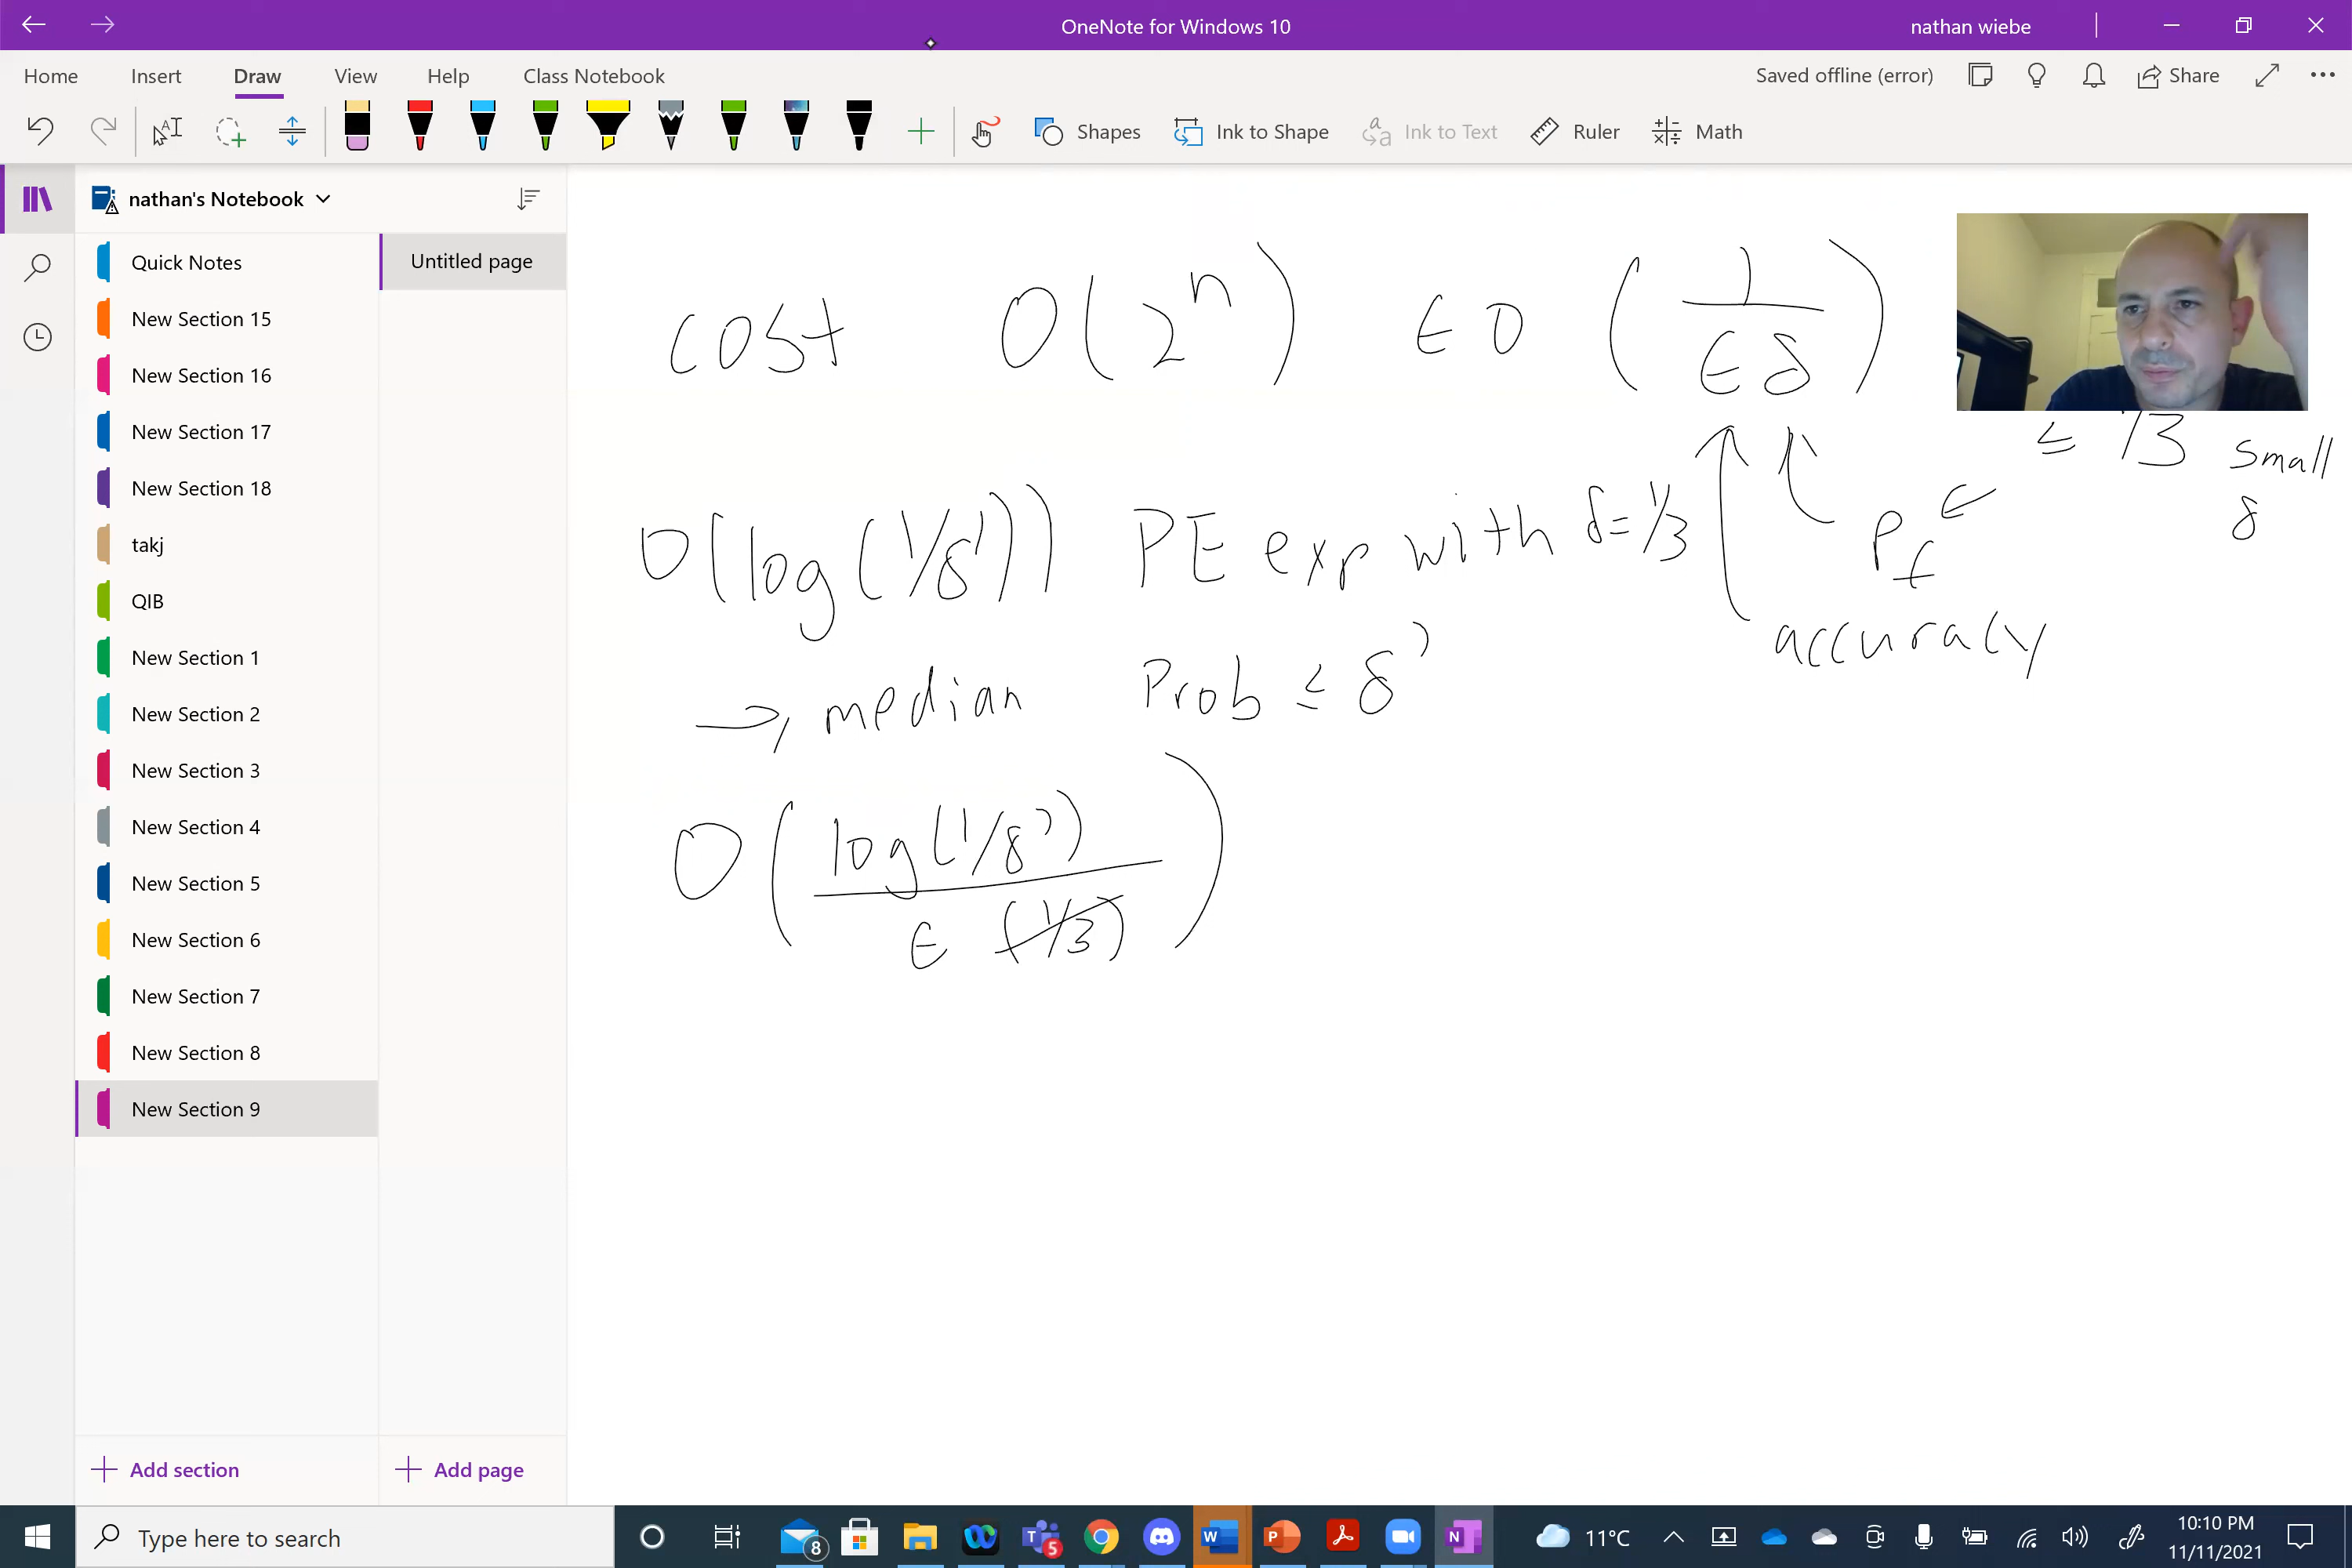 OneNote for Windows 10
nathan wiebe
Home Insert Draw View Help Class Notebook
Saved offline (error) Share
Shapes Ink to Shape Ink to Text Ruler Math
nathan's Notebook
Quick Notes
New Section 15
New Section 16
New Section 17
New Section 18
takj
QIB
New Section 1
New Section 2
New Section 3
New Section 4
New Section 5
New Section 6
New Section 7
New Section 8
New Section 9
Add section
Untitled page
Add page
cost O(2^n) ∈ O(1/(∈δ))
≤ 1/3 small
δ
O(log(1/δ')) PE exp with δ=1/3
P_f ∈
accuracy
→, median Prob ≤ δ'
O(log(1/δ')/(∈ (1/3)))
Type here to search
8
5
11°C
10:10 PM
11/11/2021